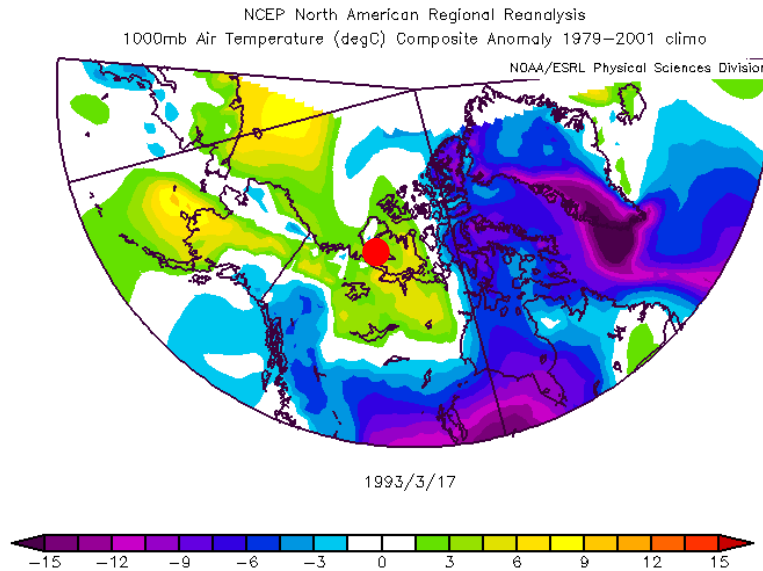 NCEP North American Regional Reanalysis
1000mb Air Temperature (degC) Composite Anomaly 1979-2001 climo
NOAA/ESRL Physical Sciences Division
1993/3/17
-15 -12 -9 -6 -3 0 3 6 9 12 15